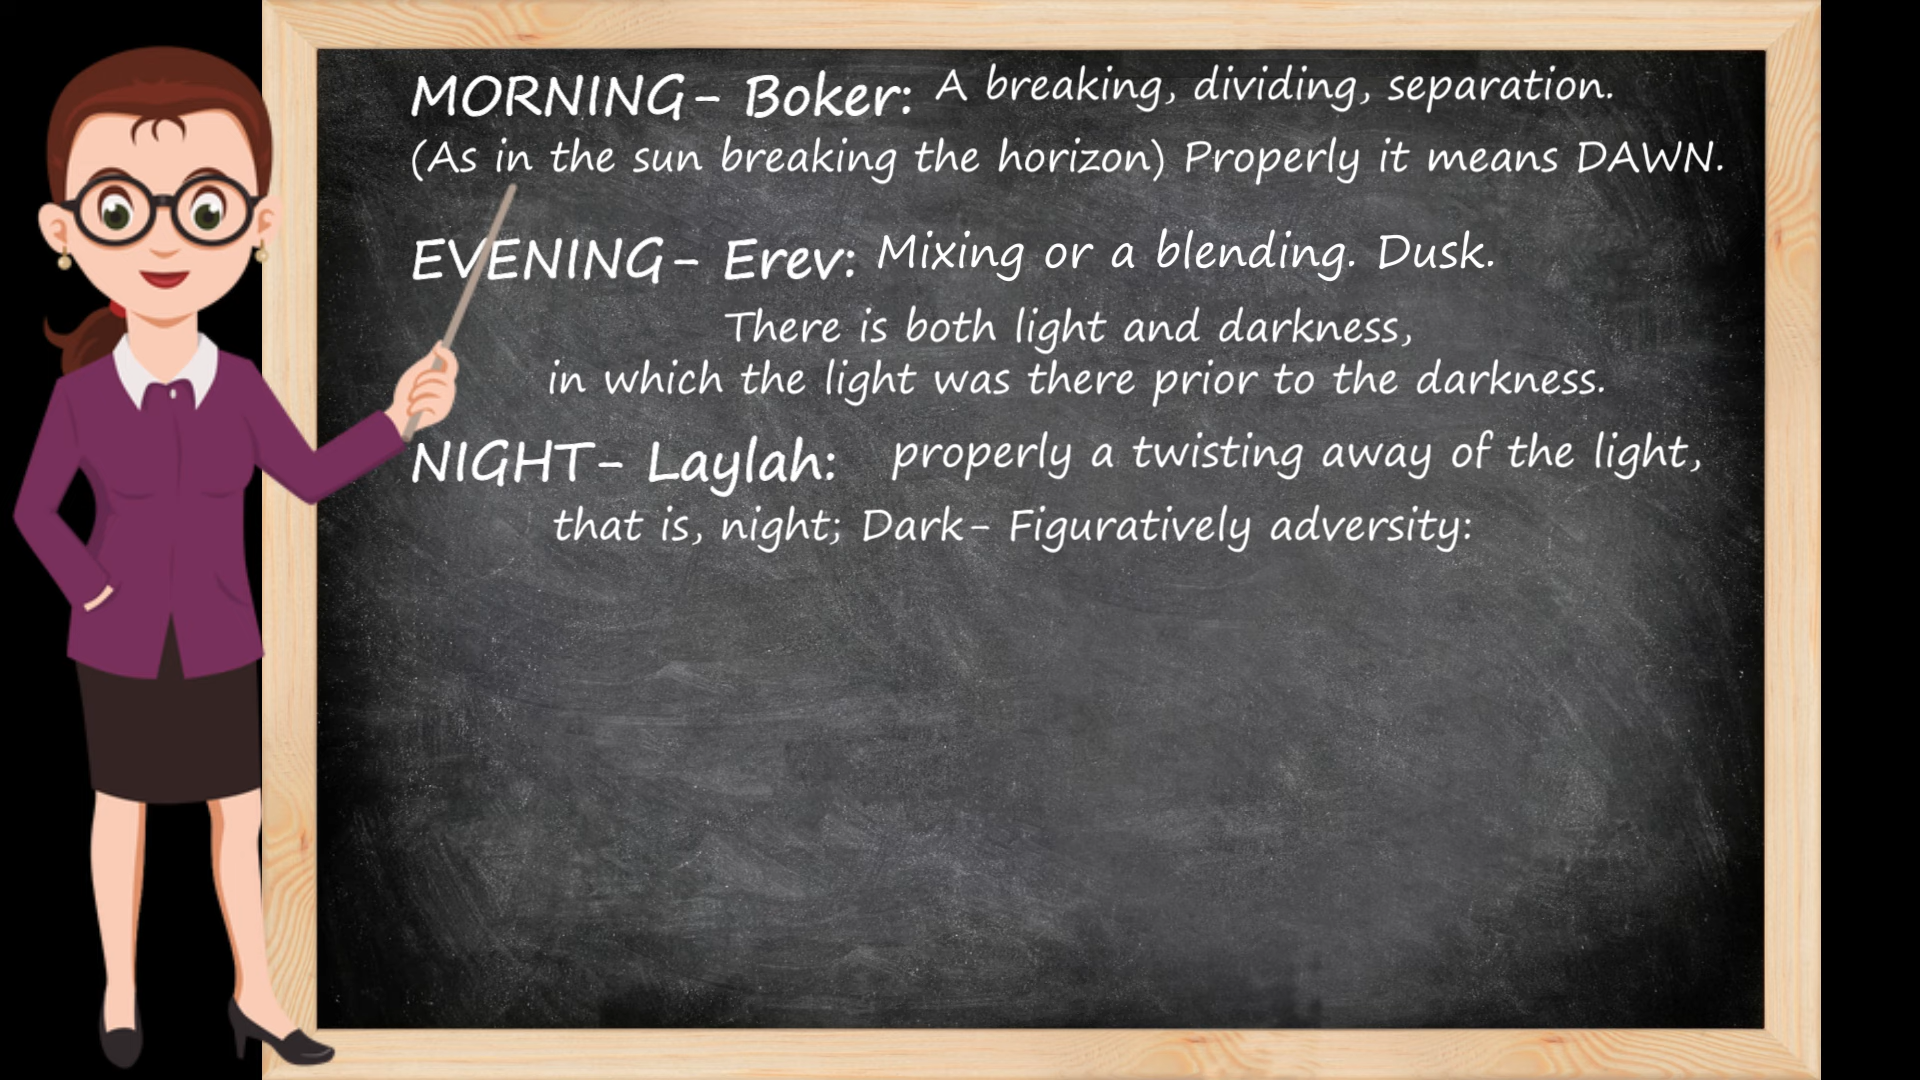 MORNING- Boker: A breaking, dividing, separation.
(As in the sun breaking the horizon) Properly it means DAWN.
EVENING- Erev: Mixing or a blending. Dusk.
There is both light and darkness,
in which the light was there prior to the darkness.
NIGHT- Laylah: properly a twisting away of the light,
that is, night; Dark- Figuratively adversity: